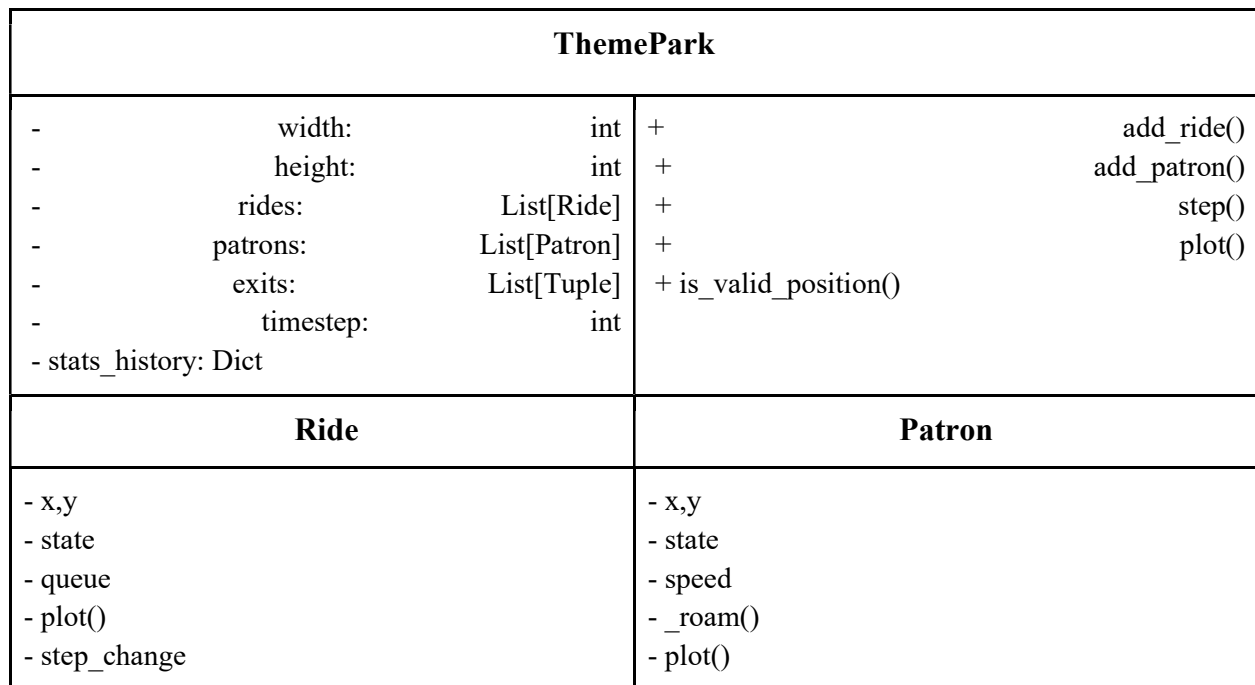 ThemePark
- width: int
- height: int
- rides: List[Ride]
- patrons: List[Patron]
- exits: List[Tuple]
- timestep: int
- stats_history: Dict
+ add_ride()
+ add_patron()
+ step()
+ plot()
+ is_valid_position()
Ride
- x,y
- state
- queue
- plot()
- step_change
Patron
- x,y
- state
- speed
- _roam()
- plot()